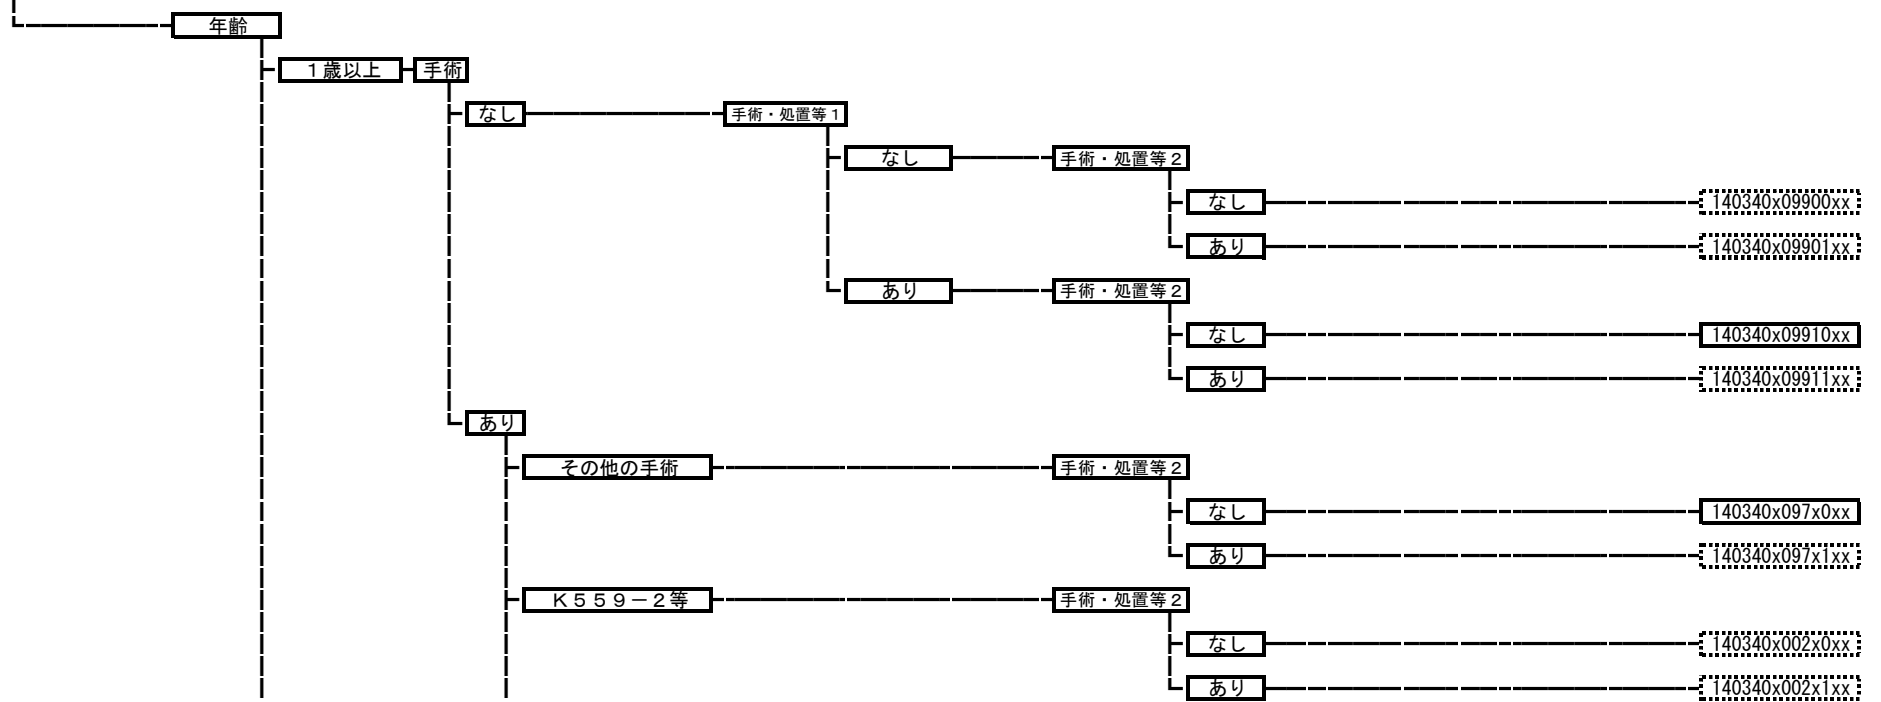 年齢
１歳以上 手術
なし 手術・処置等１
なし 手術・処置等２
なし 140340x09900xx
あり 140340x09901xx
あり 手術・処置等２
なし 140340x09910xx
あり 140340x09911xx
あり
その他の手術 手術・処置等２
なし 140340x097x0xx
あり 140340x097x1xx
Ｋ５５９－２等 手術・処置等２
なし 140340x002x0xx
あり 140340x002x1xx